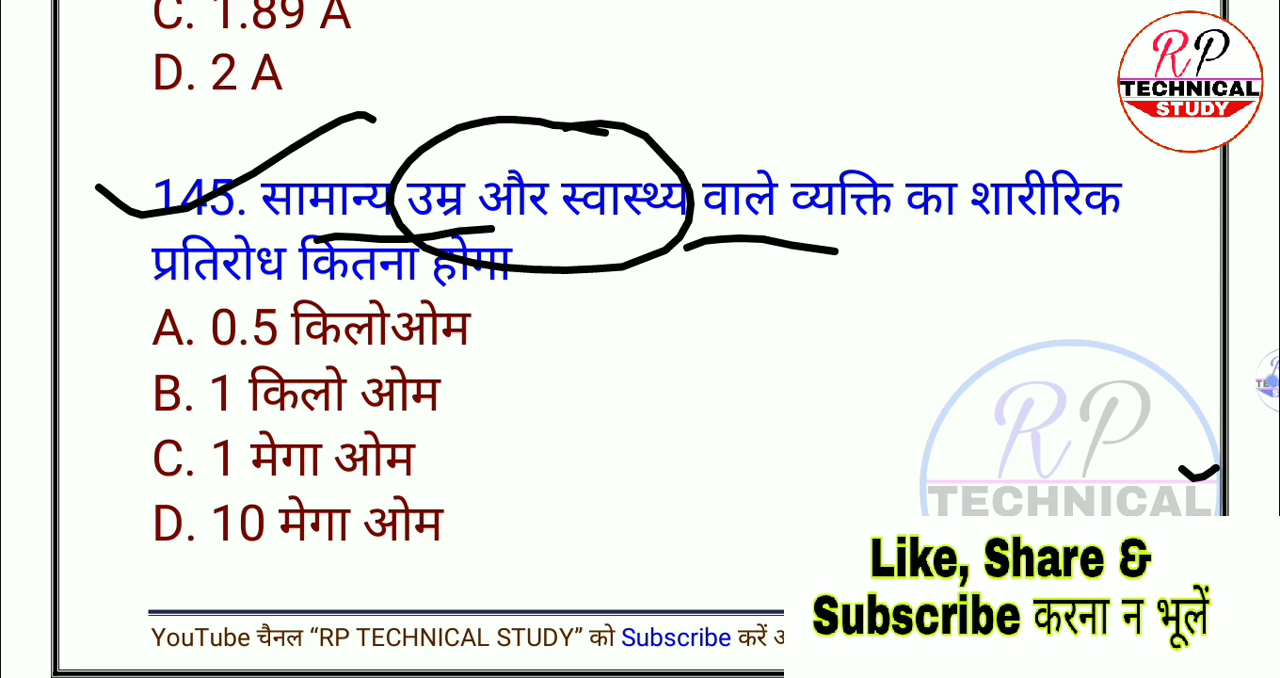 C. 1.89 A
D. 2 A
RP
TECHNICAL
STUDY
145. सामान्य उम्र और स्वास्थ्य वाले व्यक्ति का शारीरिक
प्रतिरोध कितना होगा
A. 0.5 किलोओम
B. 1 किलो ओम
C. 1 मेगा ओम
D. 10 मेगा ओम
RP
TECHNICAL
Like, Share &
Subscribe करना न भूलें
YouTube चैनल “RP TECHNICAL STUDY” को Subscribe करें